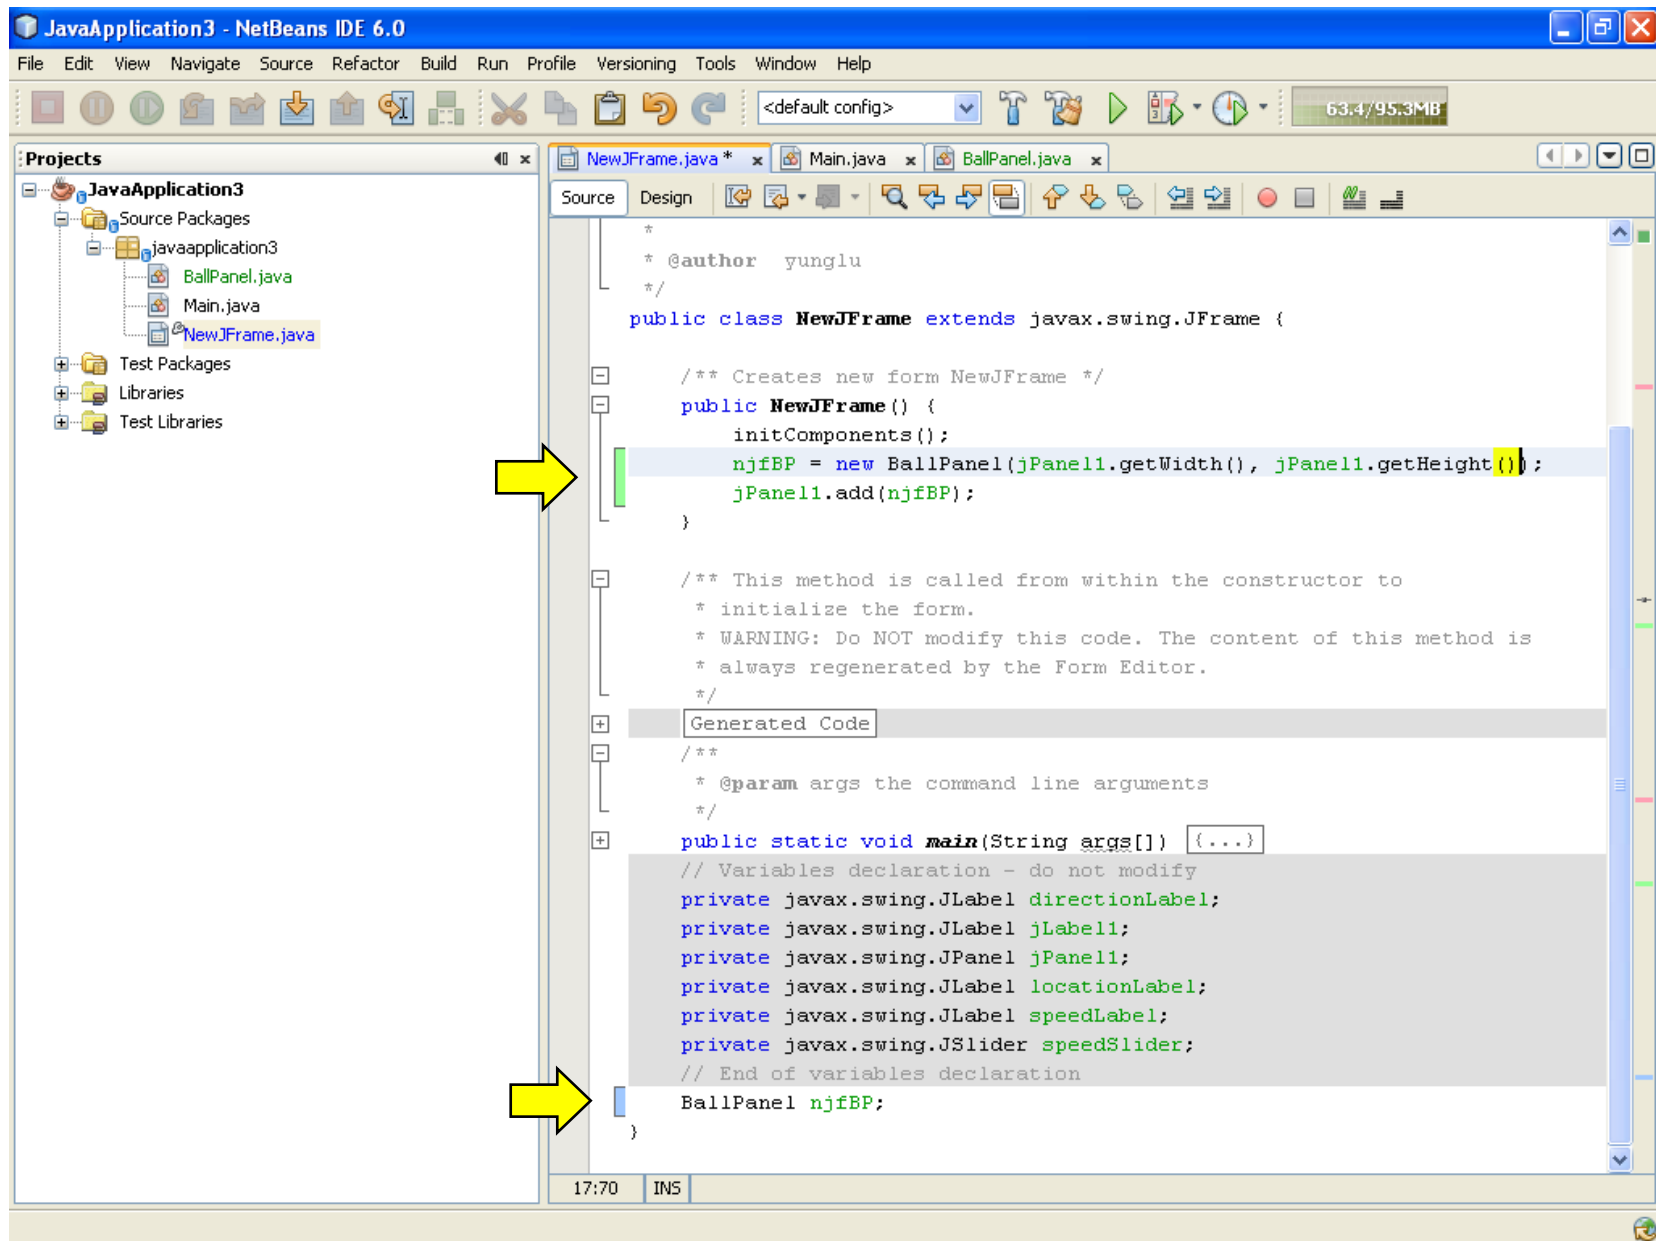 JavaApplication3 - NetBeans IDE 6.0
File Edit View Navigate Source Refactor Build Run Profile Versioning Tools Window Help
<default config>
63.4/95.3MB
Projects
JavaApplication3
Source Packages
javaapplication3
BallPanel.java
Main.java
NewJFrame.java
Test Packages
Libraries
Test Libraries
NewJFrame.java * Main.java BallPanel.java
Source Design
*
* @author yunglu
*/
public class NewJFrame extends javax.swing.JFrame {
/** Creates new form NewJFrame */
public NewJFrame() {
initComponents();
njfBP = new BallPanel(jPanel1.getWidth(), jPanel1.getHeight());
jPanel1.add(njfBP);
}
/** This method is called from within the constructor to
* initialize the form.
* WARNING: Do NOT modify this code. The content of this method is
* always regenerated by the Form Editor.
*/
Generated Code
/**
* @param args the command line arguments
*/
public static void main(String args[]) {...}
// Variables declaration - do not modify
private javax.swing.JLabel directionLabel;
private javax.swing.JLabel jLabel1;
private javax.swing.JPanel jPanel1;
private javax.swing.JLabel locationLabel;
private javax.swing.JLabel speedLabel;
private javax.swing.JSlider speedSlider;
// End of variables declaration
BallPanel njfBP;
}
17:70 INS